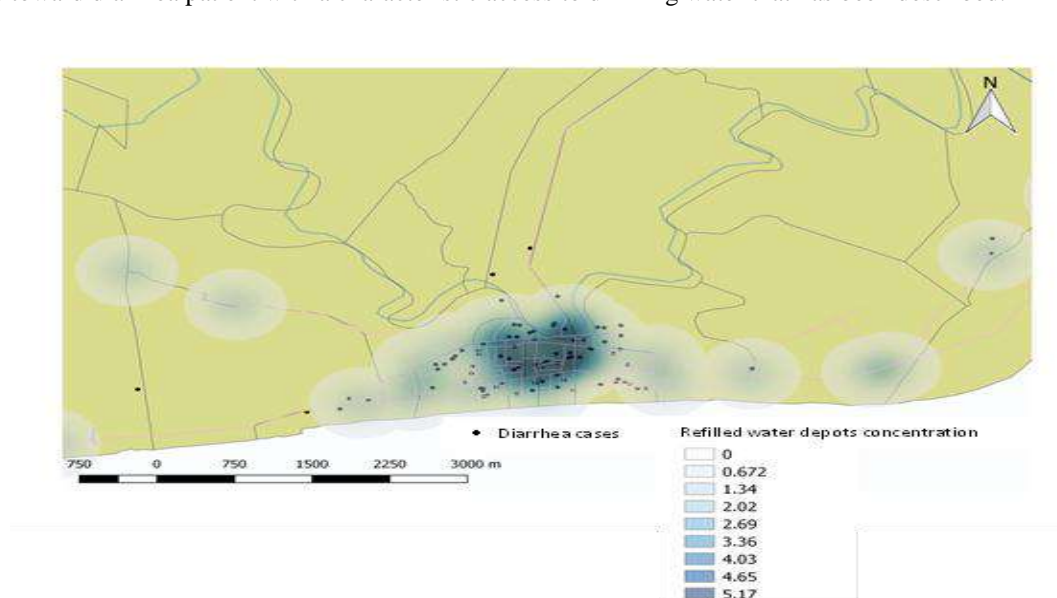 N
Diarrhea cases
Refilled water depots concentration
750 0 750 1500 2250 3000 m
0
0.672
1.34
2.02
2.69
3.36
4.03
4.65
5.17